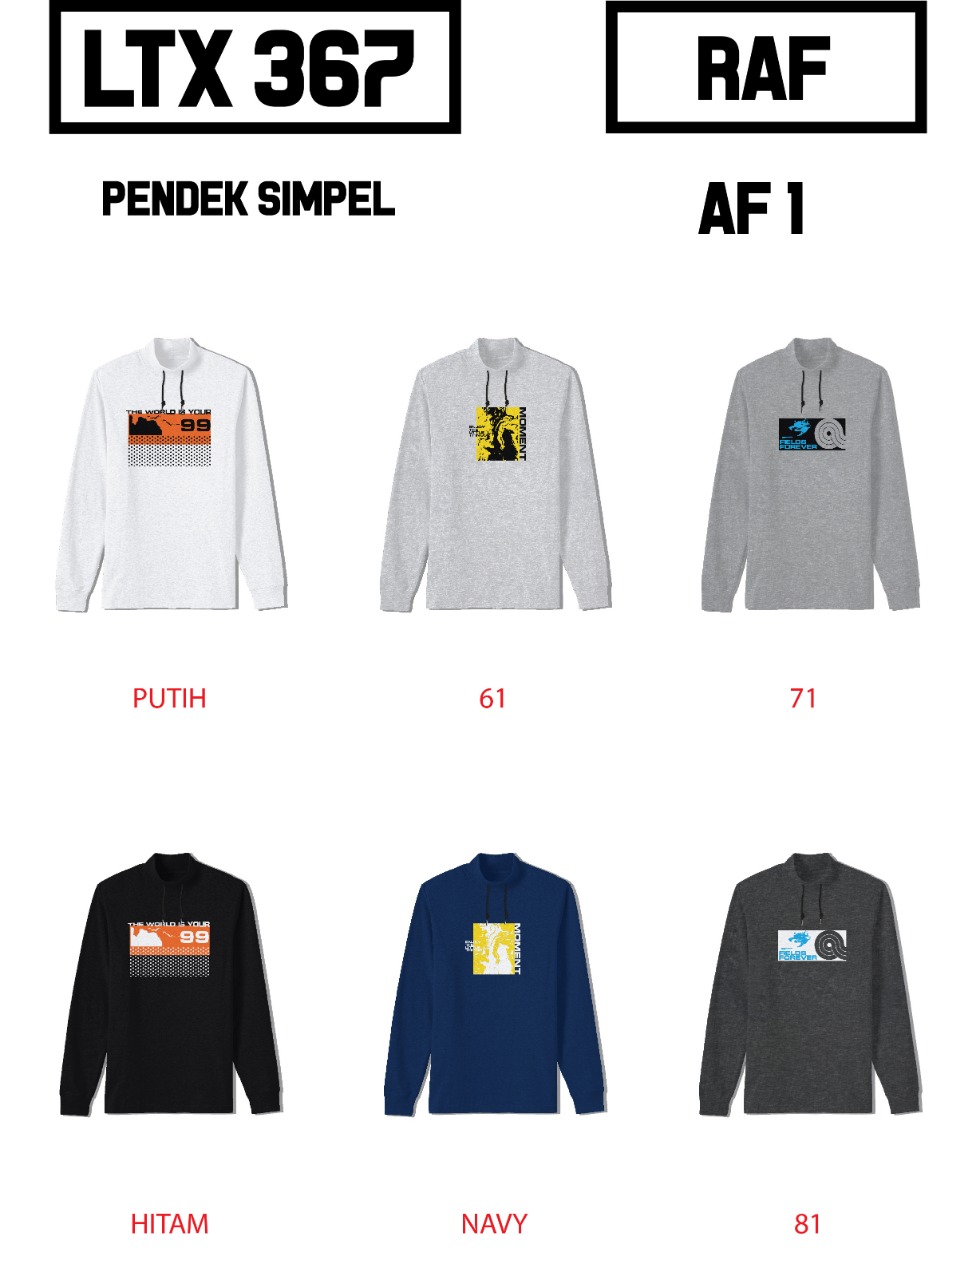 LTX 367
RAF
PENDEK SIMPEL
AF 1
THE WORLD IS YOUR
99
MOMENT
FIELDS
FOREVER
PUTIH
61
71
THE WORLD IS YOUR
99
MOMENT
FIELDS
FOREVER
HITAM
NAVY
81